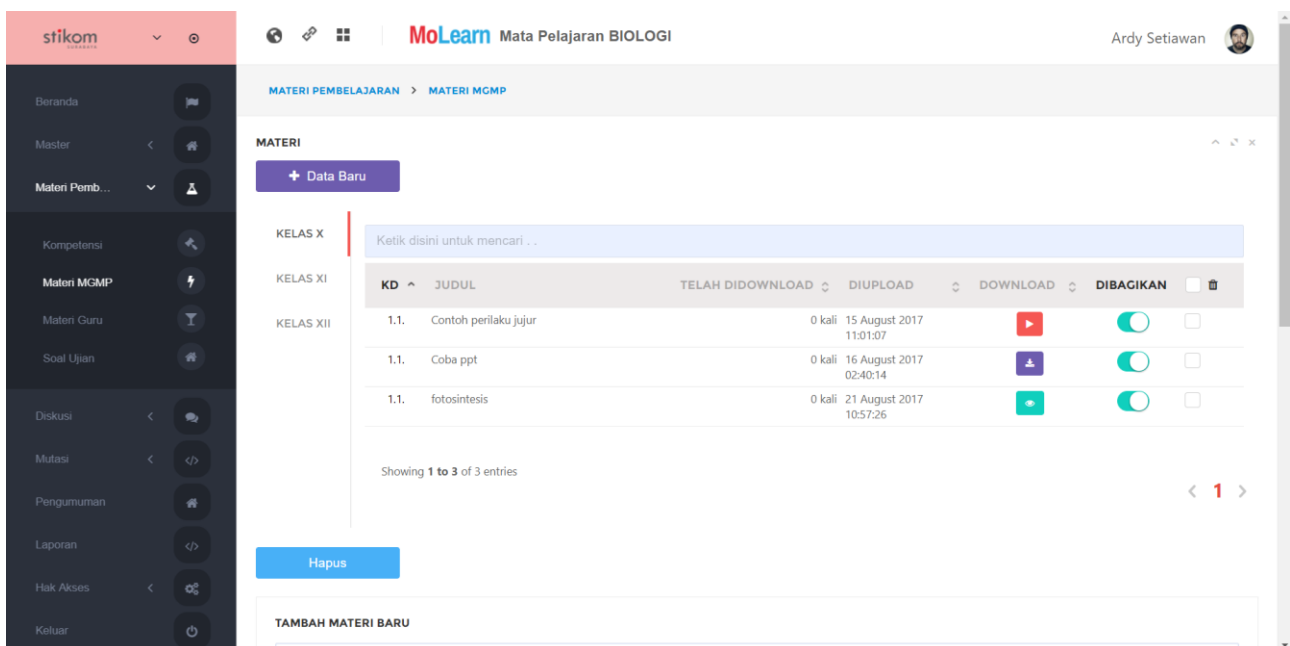 stikom
SURABAYA
MoLearn Mata Pelajaran BIOLOGI
Ardy Setiawan
Beranda
Master
Materi Pemb...
Kompetensi
Materi MGMP
Materi Guru
Soal Ujian
Diskusi
Mutasi
Pengumuman
Laporan
Hak Akses
Keluar
MATERI PEMBELAJARAN > MATERI MGMP
MATERI
+ Data Baru
KELAS X
KELAS XI
KELAS XII
Ketik disini untuk mencari . .
KD JUDUL TELAH DIDOWNLOAD DIUPLOAD DOWNLOAD DIBAGIKAN
1.1. Contoh perilaku jujur 0 kali 15 August 2017
11:01:07
1.1. Coba ppt 0 kali 16 August 2017
02:40:14
1.1. fotosintesis 0 kali 21 August 2017
10:57:26
Showing 1 to 3 of 3 entries
< 1 >
Hapus
TAMBAH MATERI BARU